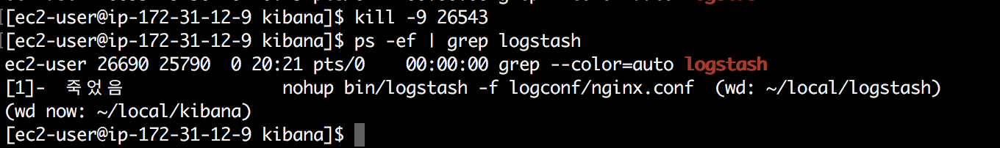 [ec2-user@ip-172-31-12-9 kibana]$ kill -9 26543
[ec2-user@ip-172-31-12-9 kibana]$ ps -ef | grep logstash
ec2-user 26690 25790  0 20:21 pts/0    00:00:00 grep --color=auto logstash
[1]-  죽었음                  nohup bin/logstash -f logconf/nginx.conf  (wd: ~/local/logstash)
(wd now: ~/local/kibana)
[ec2-user@ip-172-31-12-9 kibana]$